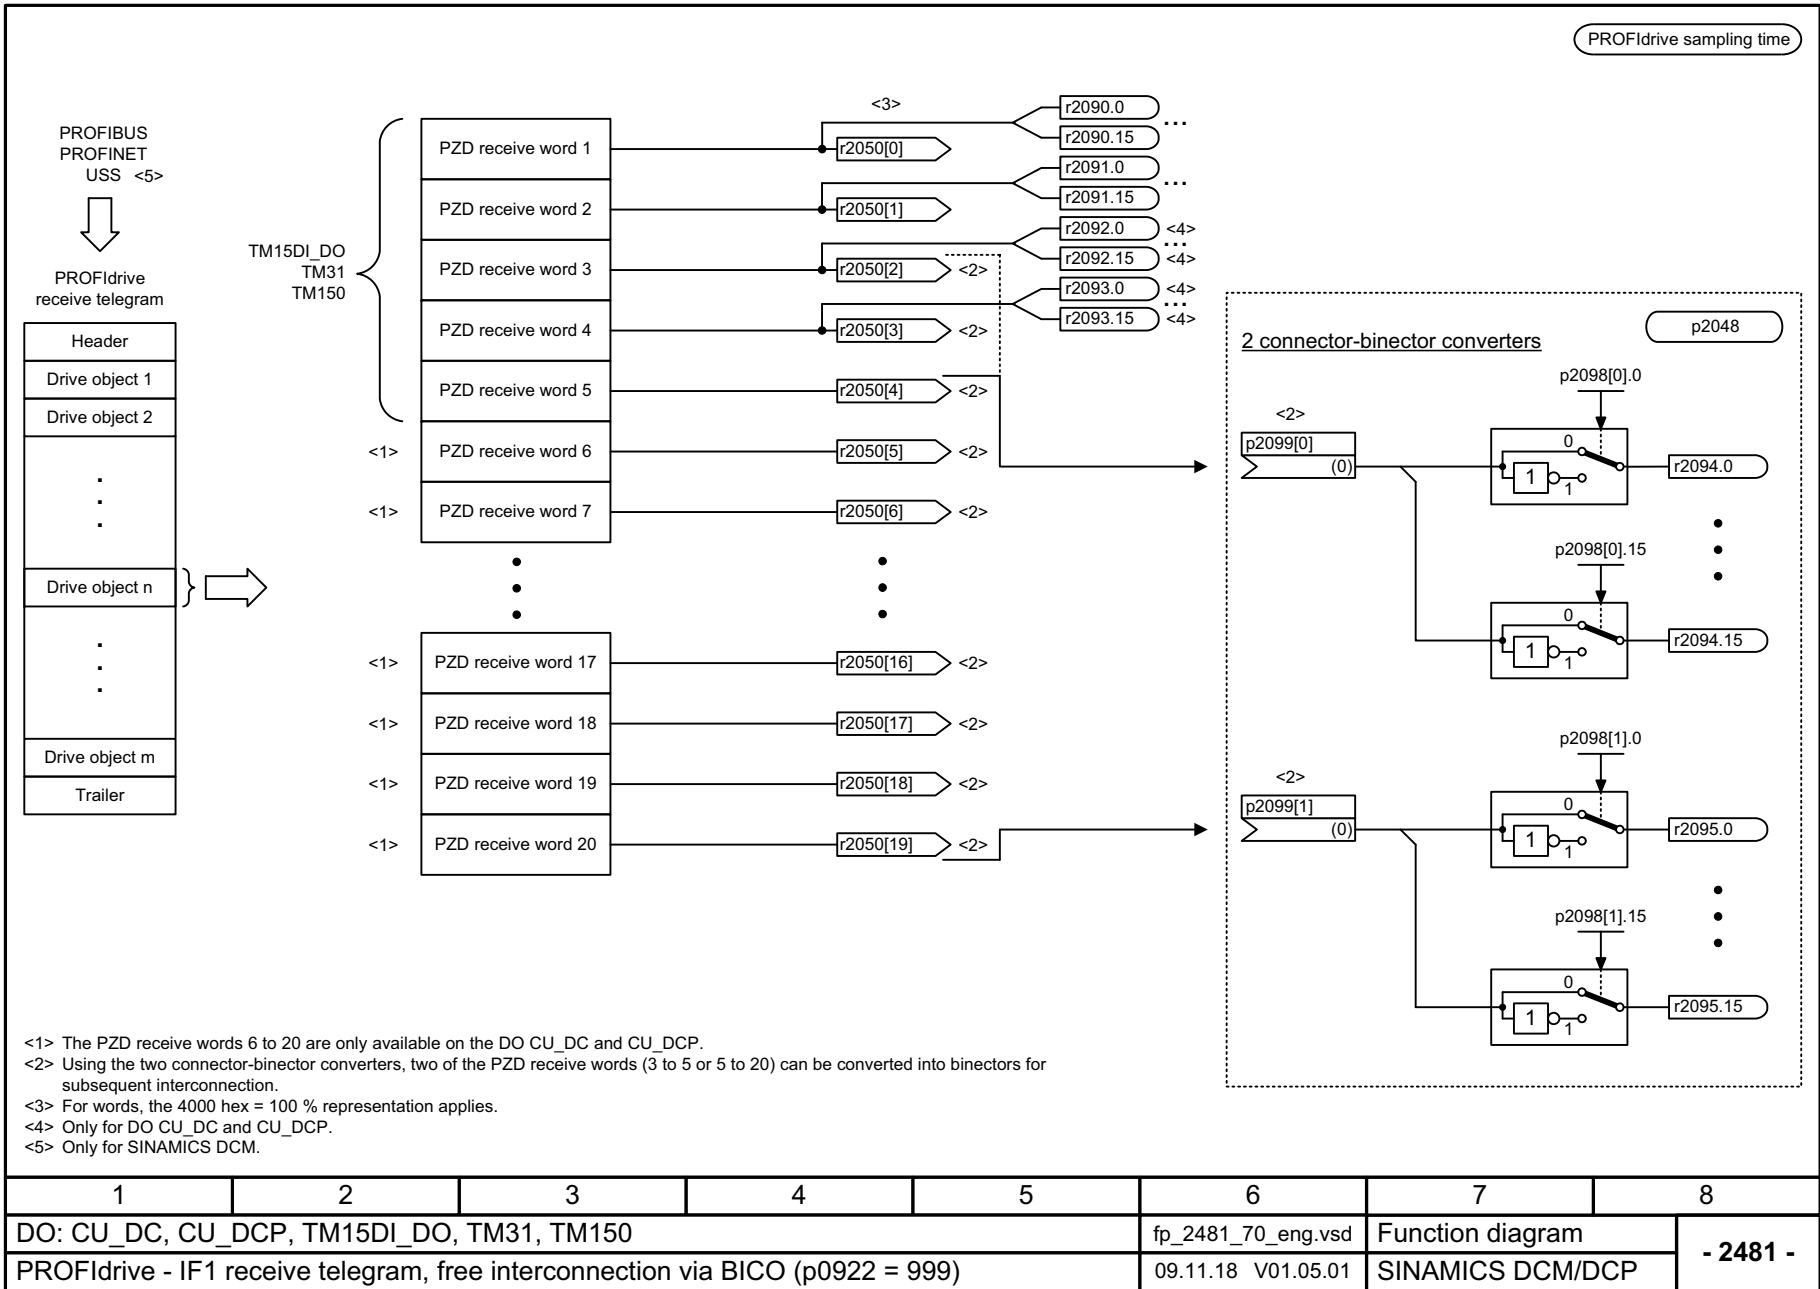 PROFIdrive sampling time
PROFIBUS
PROFINET
USS <5>
PROFIdrive
receive telegram
Header
Drive object 1
Drive object 2
Drive object n
Drive object m
Trailer
TM15DI_DO
TM31
TM150
<1>
<1>
<1>
<1>
<1>
<1>
PZD receive word 1
PZD receive word 2
PZD receive word 3
PZD receive word 4
PZD receive word 5
PZD receive word 6
PZD receive word 7
PZD receive word 17
PZD receive word 18
PZD receive word 19
PZD receive word 20
<3>
r2050[0]
r2050[1]
r2050[2] <2>
r2050[3] <2>
r2050[4] <2>
r2050[5] <2>
r2050[6] <2>
r2050[16] <2>
r2050[17] <2>
r2050[18] <2>
r2050[19] <2>
r2090.0
...
r2090.15
r2091.0
...
r2091.15
r2092.0 <4>
...
r2092.15 <4>
r2093.0 <4>
...
r2093.15 <4>
2 connector-binector converters
p2048
p2098[0].0
<2>
p2099[0]
(0)
0
1
1
r2094.0
p2098[0].15
0
1
1
r2094.15
p2098[1].0
<2>
p2099[1]
(0)
0
1
1
r2095.0
p2098[1].15
0
1
1
r2095.15
<1> The PZD receive words 6 to 20 are only available on the DO CU_DC and CU_DCP.
<2> Using the two connector-binector converters, two of the PZD receive words (3 to 5 or 5 to 20) can be converted into binectors for
subsequent interconnection.
<3> For words, the 4000 hex = 100 % representation applies.
<4> Only for DO CU_DC and CU_DCP.
<5> Only for SINAMICS DCM.
1 2 3 4 5 6 7 8
DO: CU_DC, CU_DCP, TM15DI_DO, TM31, TM150
fp_2481_70_eng.vsd
Function diagram
- 2481 -
PROFIdrive - IF1 receive telegram, free interconnection via BICO (p0922 = 999)
09.11.18 V01.05.01
SINAMICS DCM/DCP